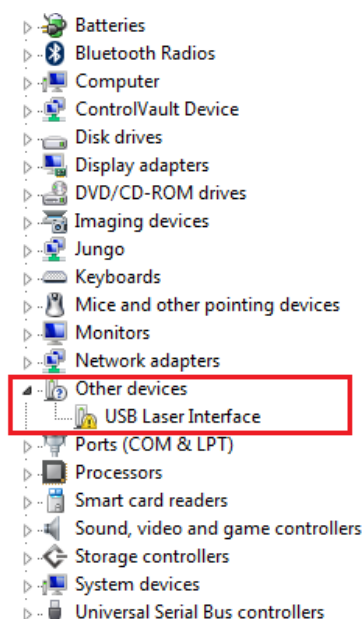 Batteries
Bluetooth Radios
Computer
ControlVault Device
Disk drives
Display adapters
DVD/CD-ROM drives
Imaging devices
Jungo
Keyboards
Mice and other pointing devices
Monitors
Network adapters
Other devices
USB Laser Interface
Ports (COM & LPT)
Processors
Smart card readers
Sound, video and game controllers
Storage controllers
System devices
Universal Serial Bus controllers